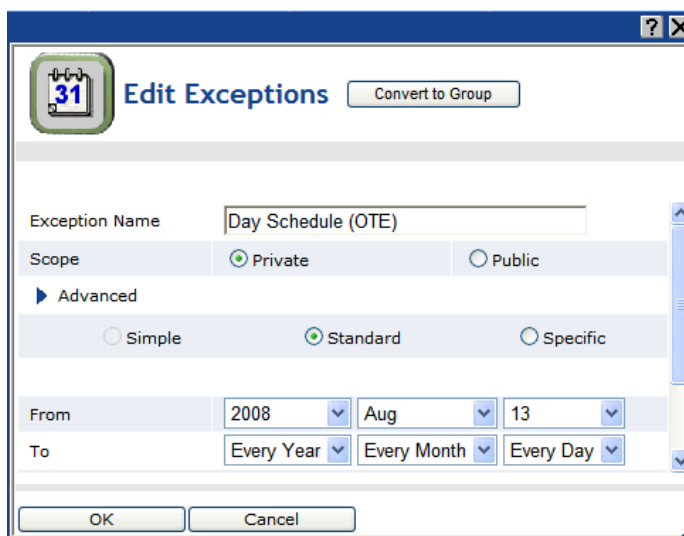 ?
31 Edit Exceptions Convert to Group
Exception Name Day Schedule (OTE)
Scope Private Public
Advanced
Simple Standard Specific
From 2008 Aug 13
To Every Year Every Month Every Day
OK Cancel